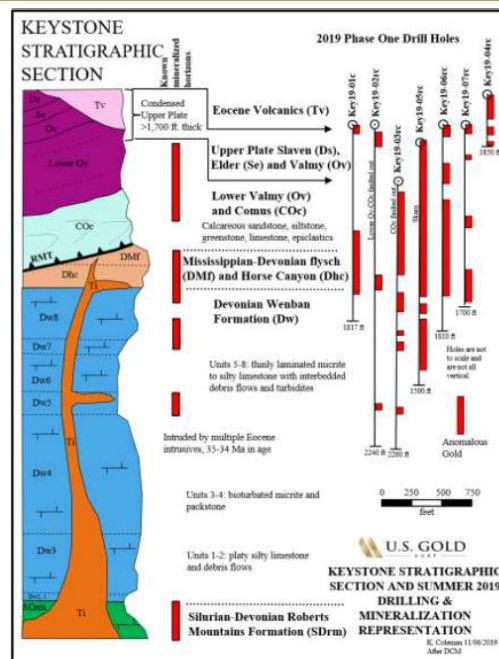 KEYSTONE
STRATIGRAPHIC
SECTION
Known
mineralized
horizons
2019 Phase One Drill Holes
Key19-01c
Key19-02rc
Key19-03rc
Key19-05rc
Key19-06rc
Key19-07rc
Key19-04rc
Ds
Se
Ov
Tv
Condensed
Upper Plate
>1,700 ft. thick
Lower Ov
COc
RMT
DMf
Dhc
Ti
Dw8
Dw7
Dw6
Dw5
Ti
Dw4
Dw3
SDrm
Ti
Eocene Volcanics (Tv)
Upper Plate Slaven (Ds),
Elder (Se) and Valmy (Ov)
Lower Valmy (Ov)
and Comus (COc)
Calcareous sandstone, siltstone,
greenstone, limestone, epiclastics
Mississippian-Devonian flysch
(DMf) and Horse Canyon (Dhc)
Devonian Wenban
Formation (Dw)
Units 5-8: thinly laminated micrite
to silty limestone with interbedded
debris flows and turbidites
Intruded by multiple Eocene
intrusives, 35-34 Ma in age
Units 3-4: bioturbated micrite and
packstone
Units 1-2: platy silty limestone
and debris flows
Silurian-Devonian Roberts
Mountains Formation (SDrm)
Lower Ov-COc faulted out
COc faulted out
Skarn
1817 ft
2240 ft
2260 ft
1500 ft
1810 ft
1700 ft
1850 ft
Holes are not
to scale and
are not all
vertical
Anomalous
Gold
0
250
500
750
feet
U.S. GOLD
CORP
KEYSTONE STRATIGRAPHIC
SECTION AND SUMMER 2019
DRILLING &
MINERALIZATION
REPRESENTATION
K. Coleman 11/06/2019
After DCM